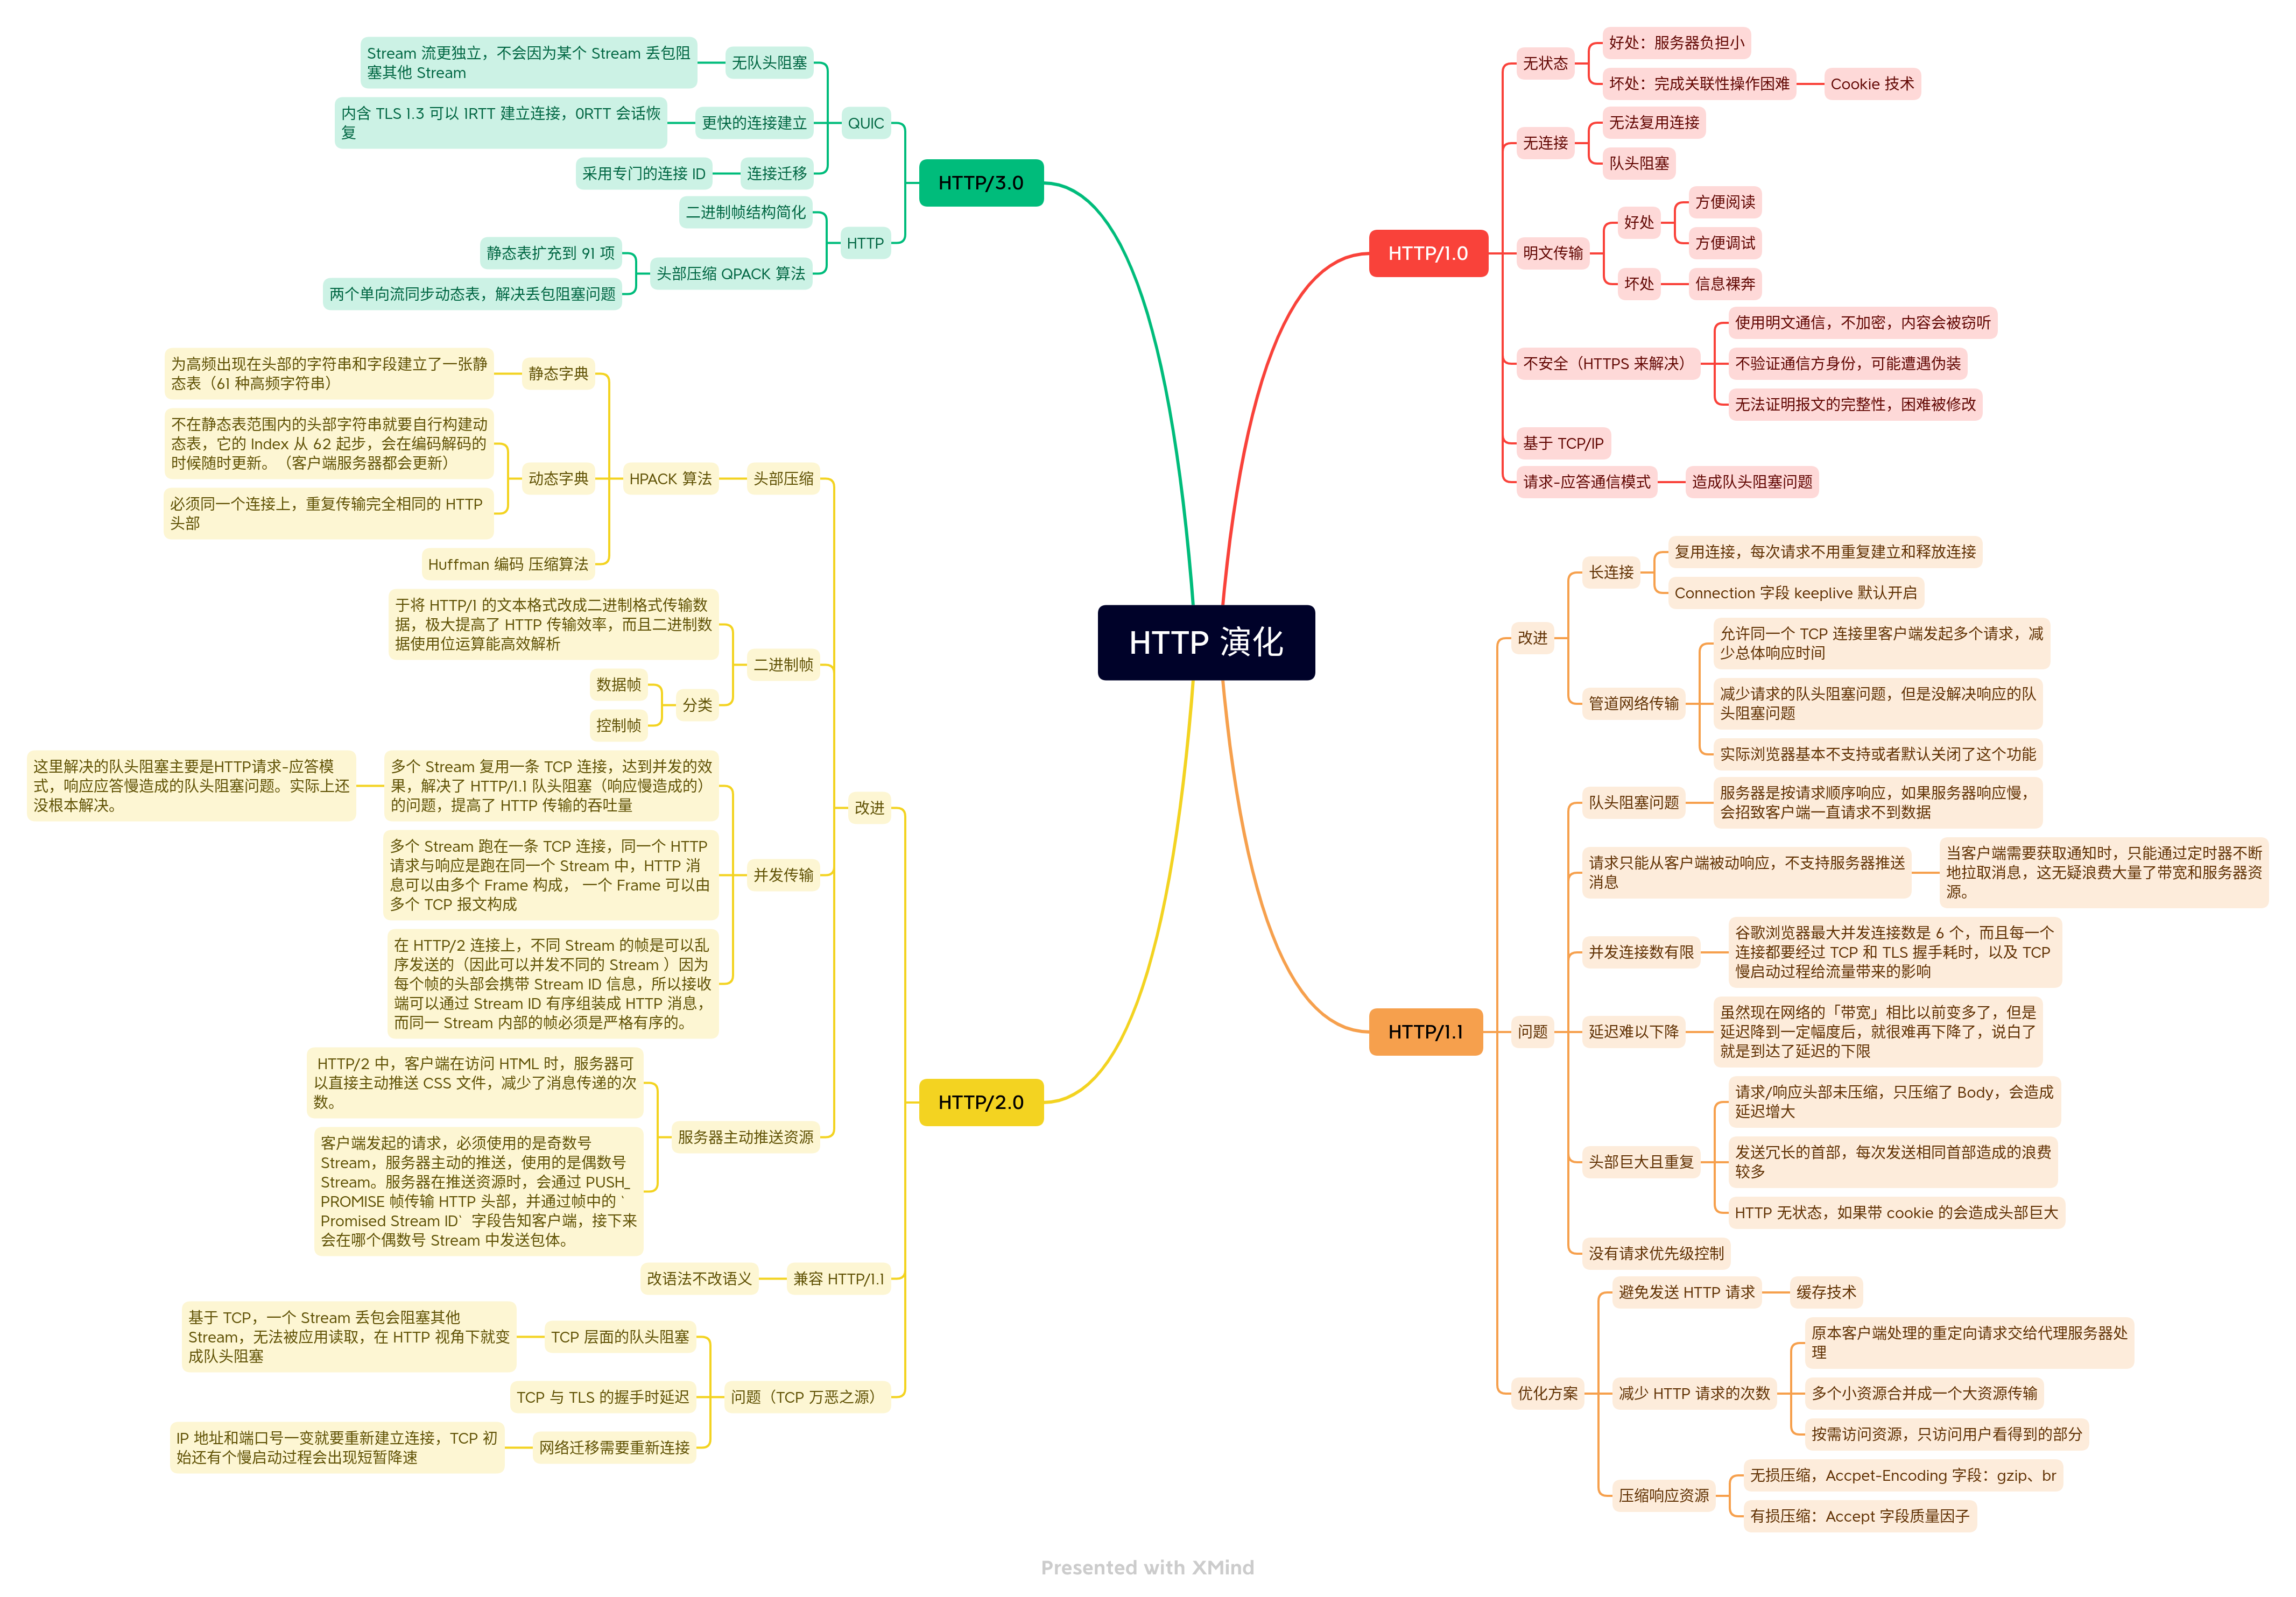 HTTP 演化
HTTP/1.0
无状态
好处：服务器负担小
坏处：完成关联性操作困难
Cookie 技术
无连接
无法复用连接
队头阻塞
明文传输
好处
方便阅读
方便调试
坏处
信息裸奔
不安全（HTTPS 来解决）
使用明文通信，不加密，内容会被窃听
不验证通信方身份，可能遭遇伪装
无法证明报文的完整性，困难被修改
基于 TCP/IP
请求-应答通信模式
造成队头阻塞问题
HTTP/1.1
改进
长连接
复用连接，每次请求不用重复建立和释放连接
Connection 字段 keeplive 默认开启
管道网络传输
允许同一个 TCP 连接里客户端发起多个请求，减
少总体响应时间
减少请求的队头阻塞问题，但是没解决响应的队
头阻塞问题
实际浏览器基本不支持或者默认关闭了这个功能
问题
队头阻塞问题
服务器是按请求顺序响应，如果服务器响应慢，
会招致客户端一直请求不到数据
请求只能从客户端被动响应，不支持服务器推送
消息
当客户端需要获取通知时，只能通过定时器不断
地拉取消息，这无疑浪费大量了带宽和服务器资
源。
并发连接数有限
谷歌浏览器最大并发连接数是 6 个，而且每一个
连接都要经过 TCP 和 TLS 握手耗时，以及 TCP
慢启动过程给流量带来的影响
延迟难以下降
虽然现在网络的「带宽」相比以前变多了，但是
延迟降到一定幅度后，就很难再下降了，说白了
就是到达了延迟的下限
头部巨大且重复
请求/响应头部未压缩，只压缩了 Body，会造成
延迟增大
发送冗长的首部，每次发送相同首部造成的浪费
较多
HTTP 无状态，如果带 cookie 的会造成头部巨大
没有请求优先级控制
优化方案
避免发送 HTTP 请求
缓存技术
减少 HTTP 请求的次数
原本客户端处理的重定向请求交给代理服务器处
理
多个小资源合并成一个大资源传输
按需访问资源，只访问用户看得到的部分
压缩响应资源
无损压缩，Accpet-Encoding 字段：gzip、br
有损压缩：Accept 字段质量因子
HTTP/3.0
QUIC
无队头阻塞
Stream 流更独立，不会因为某个 Stream 丢包阻
塞其他 Stream
更快的连接建立
内含 TLS 1.3 可以 1RTT 建立连接，0RTT 会话恢
复
连接迁移
采用专门的连接 ID
HTTP
二进制帧结构简化
头部压缩 QPACK 算法
静态表扩充到 91 项
两个单向流同步动态表，解决丢包阻塞问题
HTTP/2.0
改进
头部压缩
HPACK 算法
静态字典
为高频出现在头部的字符串和字段建立了一张静
态表（61 种高频字符串）
动态字典
不在静态表范围内的头部字符串就要自行构建动
态表，它的 Index 从 62 起步，会在编码解码的
时候随时更新。（客户端服务器都会更新）
必须同一个连接上，重复传输完全相同的 HTTP
头部
Huffman 编码 压缩算法
二进制帧
于将 HTTP/1 的文本格式改成二进制格式传输数
据，极大提高了 HTTP 传输效率，而且二进制数
据使用位运算能高效解析
分类
数据帧
控制帧
并发传输
多个 Stream 复用一条 TCP 连接，达到并发的效
果，解决了 HTTP/1.1 队头阻塞（响应慢造成的）
的问题，提高了 HTTP 传输的吞吐量
这里解决的队头阻塞主要是HTTP请求-应答模
式，响应应答慢造成的队头阻塞问题。实际上还
没根本解决。
多个 Stream 跑在一条 TCP 连接，同一个 HTTP
请求与响应是跑在同一个 Stream 中，HTTP 消
息可以由多个 Frame 构成， 一个 Frame 可以由
多个 TCP 报文构成
在 HTTP/2 连接上，不同 Stream 的帧是可以乱
序发送的（因此可以并发不同的 Stream ）因为
每个帧的头部会携带 Stream ID 信息，所以接收
端可以通过 Stream ID 有序组装成 HTTP 消息，
而同一 Stream 内部的帧必须是严格有序的。
服务器主动推送资源
HTTP/2 中，客户端在访问 HTML 时，服务器可
以直接主动推送 CSS 文件，减少了消息传递的次
数。
客户端发起的请求，必须使用的是奇数号
Stream，服务器主动的推送，使用的是偶数号
Stream。服务器在推送资源时，会通过 PUSH_
PROMISE 帧传输 HTTP 头部，并通过帧中的 `
Promised Stream ID` 字段告知客户端，接下来
会在哪个偶数号 Stream 中发送包体。
兼容 HTTP/1.1
改语法不改语义
问题（TCP 万恶之源）
TCP 层面的队头阻塞
基于 TCP，一个 Stream 丢包会阻塞其他
Stream，无法被应用读取，在 HTTP 视角下就变
成队头阻塞
TCP 与 TLS 的握手时延迟
网络迁移需要重新连接
IP 地址和端口号一变就要重新建立连接，TCP 初
始还有个慢启动过程会出现短暂降速
Presented with XMind